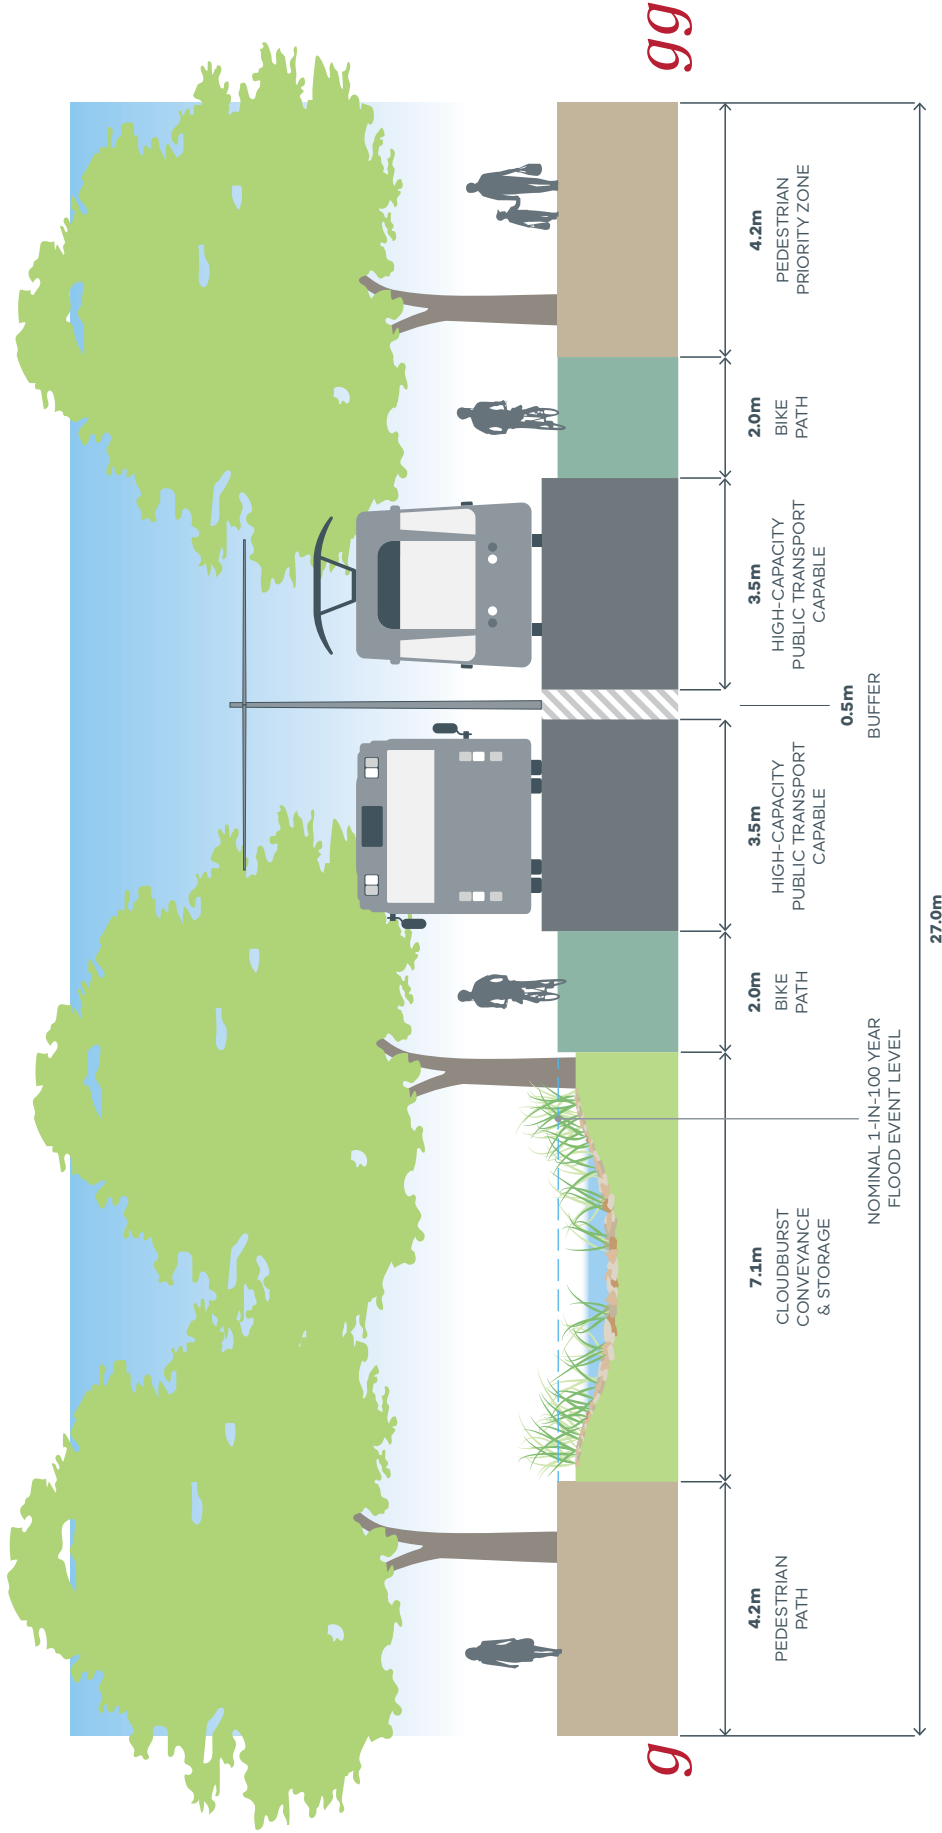 g
gg
4.2m
PEDESTRIAN
PATH
7.1m
CLOUDBURST
CONVEYANCE
& STORAGE
NOMINAL 1-IN-100 YEAR
FLOOD EVENT LEVEL
2.0m
BIKE
PATH
3.5m
HIGH-CAPACITY
PUBLIC TRANSPORT
CAPABLE
0.5m
BUFFER
3.5m
HIGH-CAPACITY
PUBLIC TRANSPORT
CAPABLE
2.0m
BIKE
PATH
4.2m
PEDESTRIAN
PRIORITY ZONE
27.0m